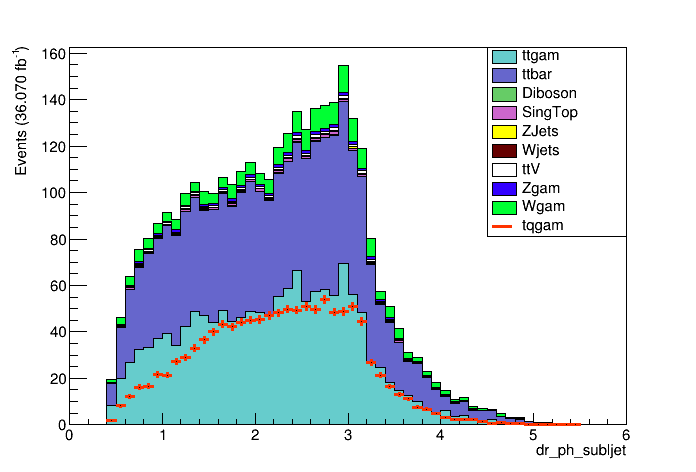 Events (36.070 fb⁻¹)
160
140
120
100
80
60
40
20
0
0 1 2 3 4 5 6
dr_ph_subljet
ttgam
ttbar
Diboson
SingTop
ZJets
Wjets
ttV
Zgam
Wgam
tqgam